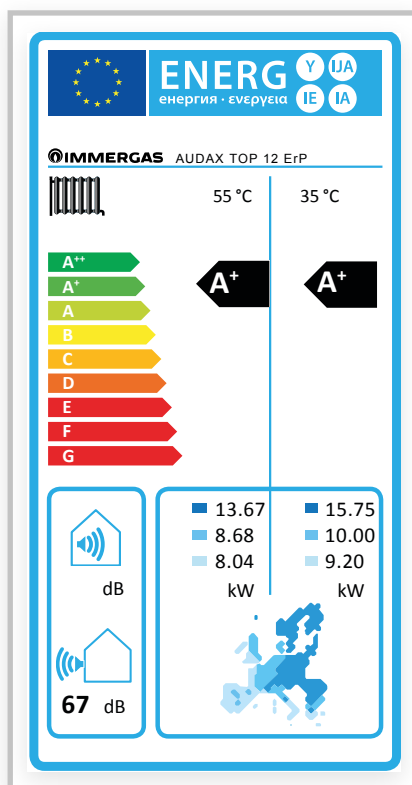 ENERG Y IJA
енергия · ενεργεια IE IA
IMMERGAS AUDAX TOP 12 ErP
55 °C 35 °C
A++
A+ A+ A+
A
B
C
D
E
F
G
13.67 15.75
8.68 10.00
8.04 9.20
dB kW kW
67 dB